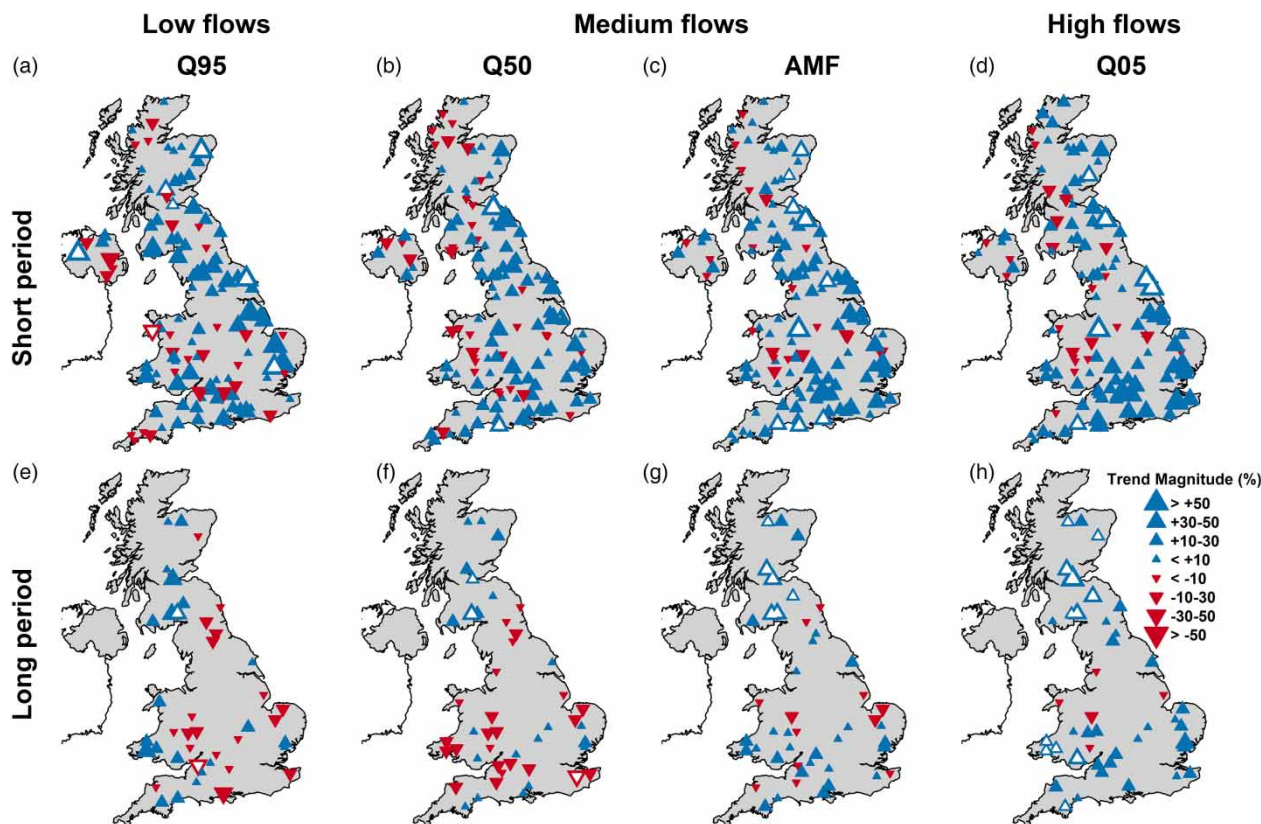 Low flows
Medium flows
High flows
(a)
Q95
(b)
Q50
(c)
AMF
(d)
Q05
Short period
(e)
(f)
(g)
(h)
Long period
Trend Magnitude (%)
> +50
+30-50
+10-30
< +10
< -10
-10-30
-30-50
> -50